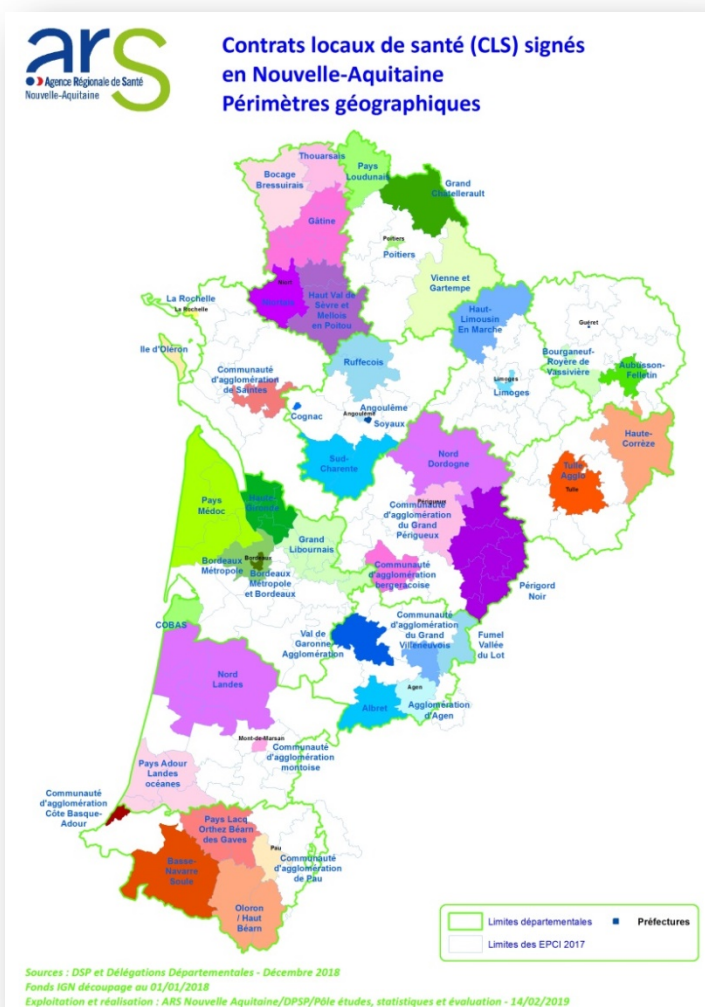 ars
Agence Régionale de Santé
Nouvelle-Aquitaine
Contrats locaux de santé (CLS) signés
en Nouvelle-Aquitaine
Périmètres géographiques
Thouarsais
Bocage
Bressuirais
Pays
Loudunais
Grand
Châtellerault
Gâtine
Poitiers
Poitiers
Vienne et
Gartempe
Niort
Haut Val de
Sèvre et
Mellois
en Poitou
La Rochelle
La Rochelle
Haut-
Limousin
En Marche
Guéret
Ile d'Oléron
Ruffecois
Bourganeuf-
Royère de
Vassivière
Aubusson-
Felletin
Communauté
d'agglomération
de Saintes
Limoges
Limoges
Cognac
Angoulême
Angoulême
Soyaux
Haute-
Corrèze
Sud-
Charente
Nord
Dordogne
Tulle
Agglo
Tulle
Pays
Médoc
Haute-
Gironde
Périgueux
Communauté
d'agglomération
du Grand
Périgueux
Grand
Libournais
Bordeaux
Métropole
Bordeaux
Bordeaux
Métropole
et Bordeaux
Communauté
d'agglomération
bergeracoise
Périgord
Noir
COBAS
Val de
Garonne
Agglomération
Communauté
d'agglomération
du Grand
Villeneuvois
Fumel
Vallée
du Lot
Nord
Landes
Agen
Albret
Agglomération
d'Agen
Mont-de-Marsan
Communauté
d'agglomération
montoise
Pays Adour
Landes
océanes
Communauté
d'agglomération
Côte Basque-
Adour
Pays Lacq
Orthez Béarn
des Gaves
Pau
Communauté
d'agglomération
de Pau
Basse-
Navarre
Soule
Oloron
/ Haut
Béarn
Limites départementales
Préfectures
Limites des EPCI 2017
Sources : DSP et Délégations Départementales - Décembre 2018
Fonds IGN découpage au 01/01/2018
Exploitation et réalisation : ARS Nouvelle Aquitaine/DPSP/Pôle études, statistiques et évaluation - 14/02/2019